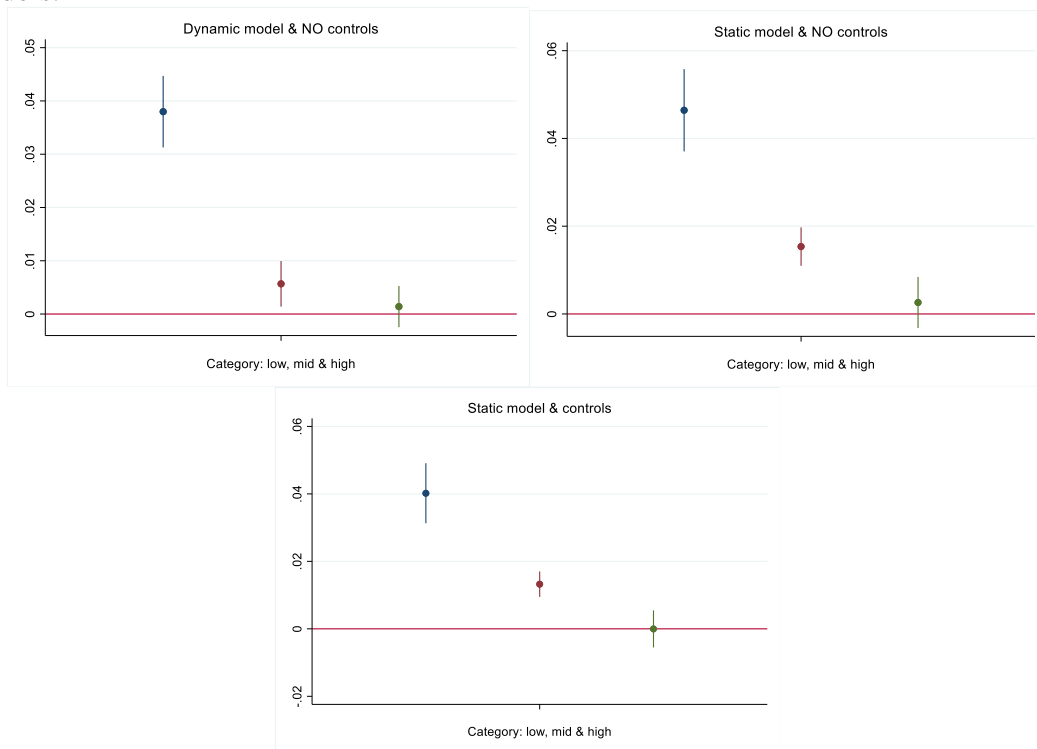 Dynamic model & NO controls
.05
.04
.03
.02
.01
0
Category: low, mid & high
Static model & NO controls
.06
.04
.02
0
Category: low, mid & high
Static model & controls
.06
.04
.02
0
-.02
Category: low, mid & high